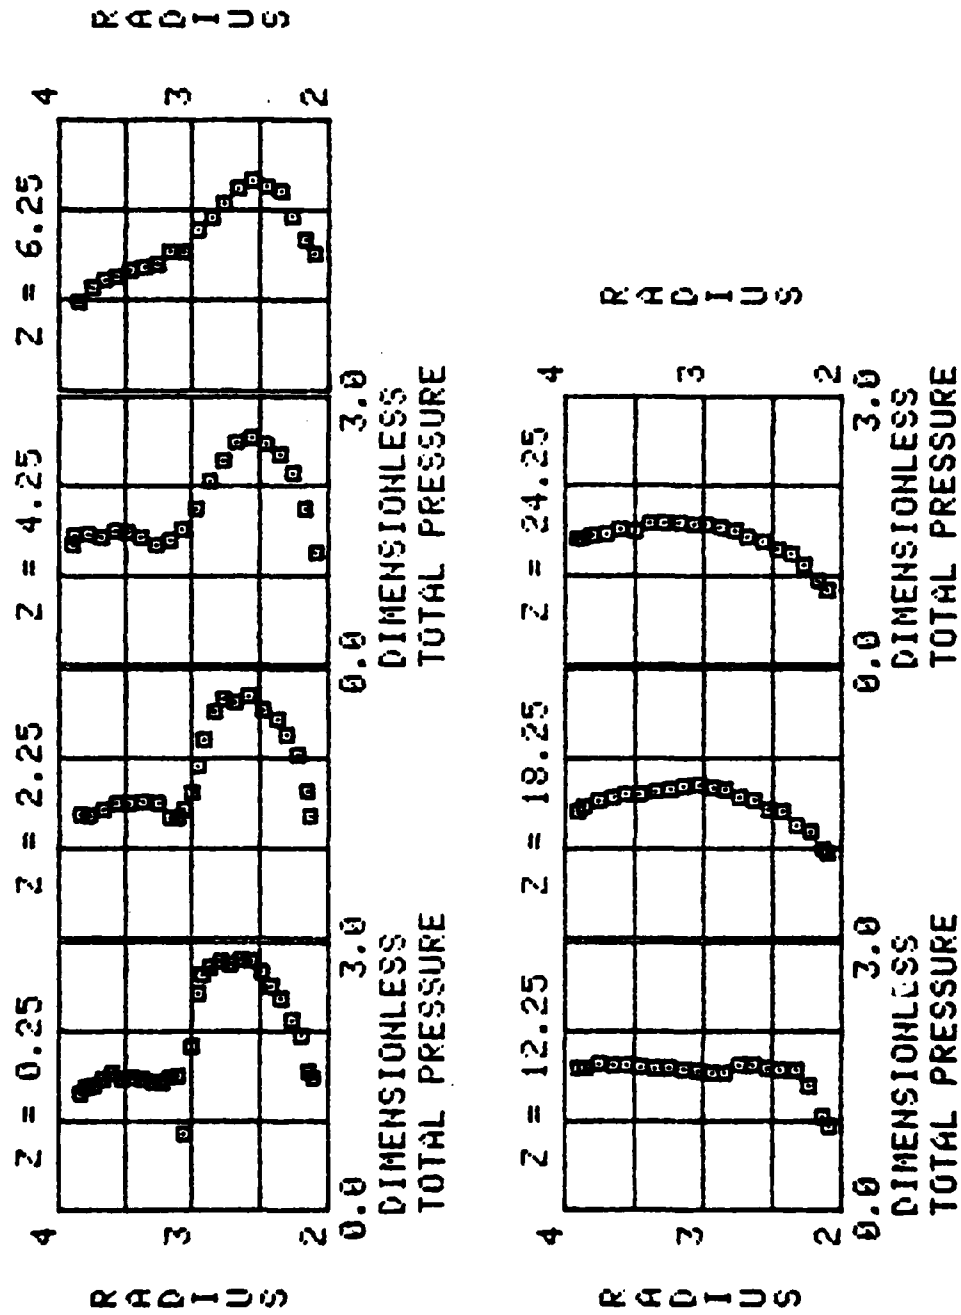 Z = 0.25 Z = 2.25 Z = 4.25 Z = 6.25
4 4
RADIUS RADIUS
3 3
2 2
0.0 3.0 0.0 3.0
DIMENSIONLESS DIMENSIONLESS
TOTAL PRESSURE TOTAL PRESSURE
Z = 12.25 Z = 18.25 Z = 24.25
4 4
RADIUS RADIUS
3 3
2 2
0.0 3.0 0.0 3.0
DIMENSIONLESS DIMENSIONLESS
TOTAL PRESSURE TOTAL PRESSURE